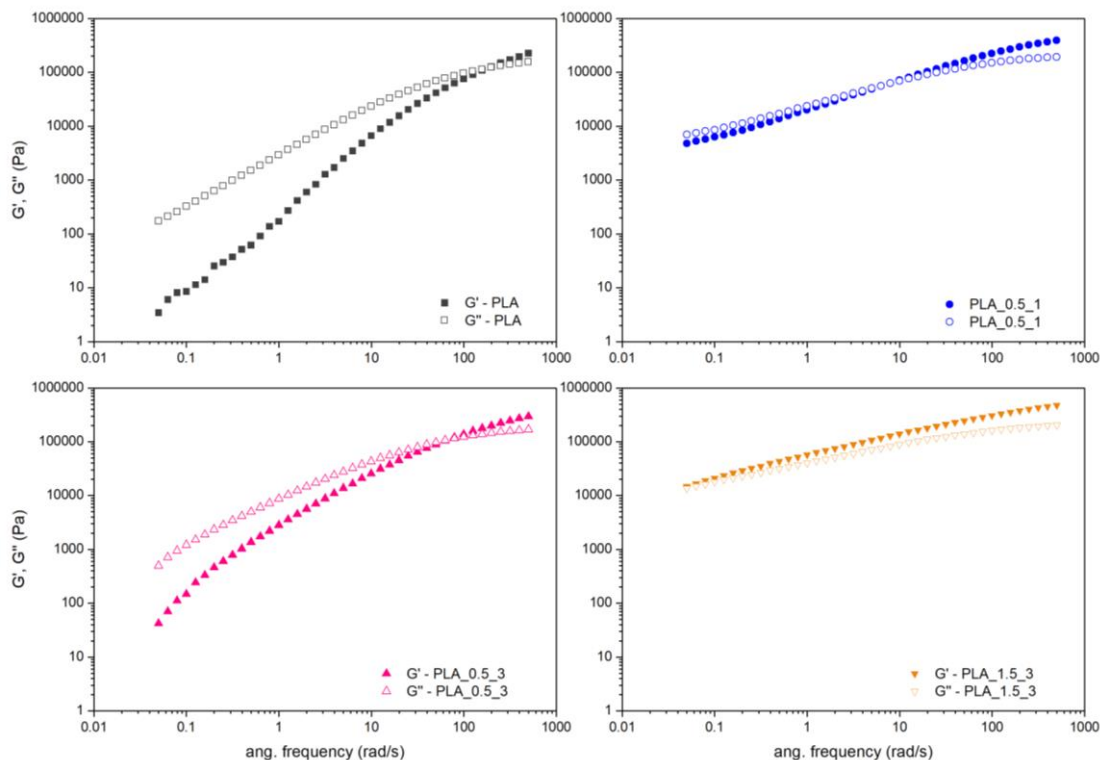 1000000
100000
10000
1000
100
10
1
G', G'' (Pa)
0.01 0.1 1 10 100 1000
G' - PLA
G'' - PLA
1000000
100000
10000
1000
100
10
1
0.01 0.1 1 10 100 1000
PLA_0.5_1
PLA_0.5_1
1000000
100000
10000
1000
100
10
1
G', G'' (Pa)
0.01 0.1 1 10 100 1000
ang. frequency (rad/s)
G' - PLA_0.5_3
G'' - PLA_0.5_3
1000000
100000
10000
1000
100
10
1
0.01 0.1 1 10 100 1000
ang. frequency (rad/s)
G' - PLA_1.5_3
G'' - PLA_1.5_3